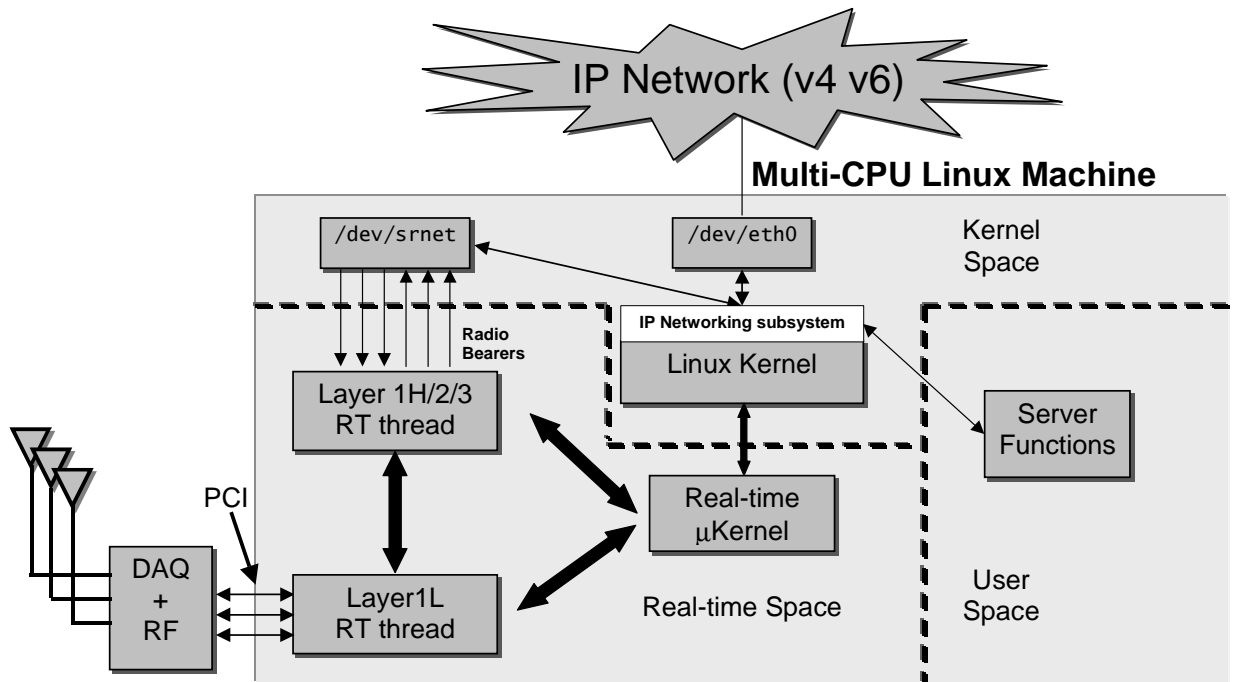 IP Network (v4 v6)
Multi-CPU Linux Machine
/dev/srnet
/dev/eth0
Kernel
Space
IP Networking subsystem
Linux Kernel
Radio
Bearers
Layer 1H/2/3
RT thread
Server
Functions
PCI
Real-time
μKernel
DAQ
+
RF
Layer1L
RT thread
Real-time Space
User
Space